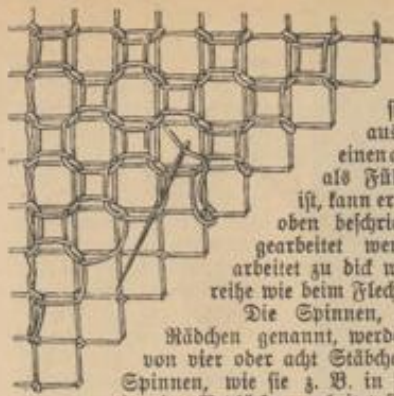 aus
einen
als Fül
ist, kann er
oben beschrie
gearbeitet wer
arbeitet zu dick w
reihe wie beim Flech
Die Spinnen,
Rädchen genannt, werde
von vier oder acht Stäbche
Spinnen, wie sie z. B. in